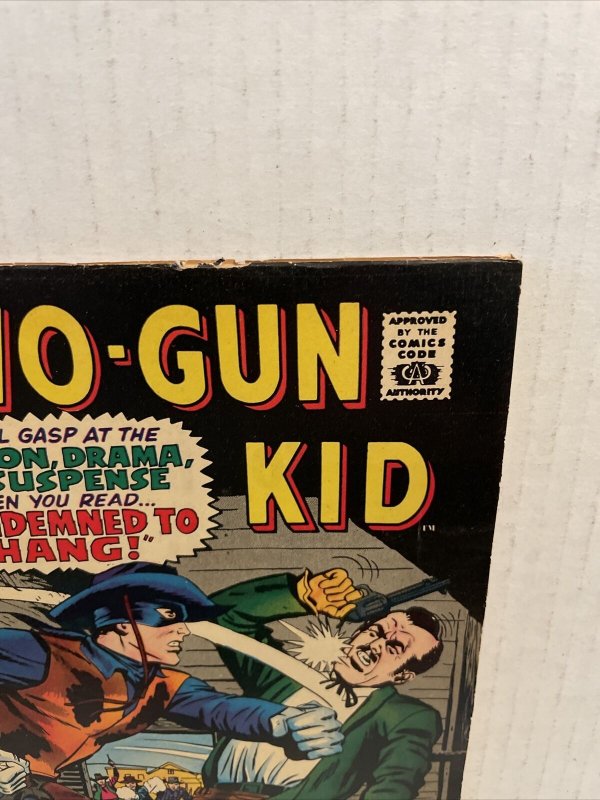 O-GUN
KID
APPROVED
BY THE
COMICS
CODE
CA
AUTHORITY
L GASP AT THE
ON, DRAMA,
SUSPENSE
EN YOU READ...
DEMNED TO
HANG!"
TM